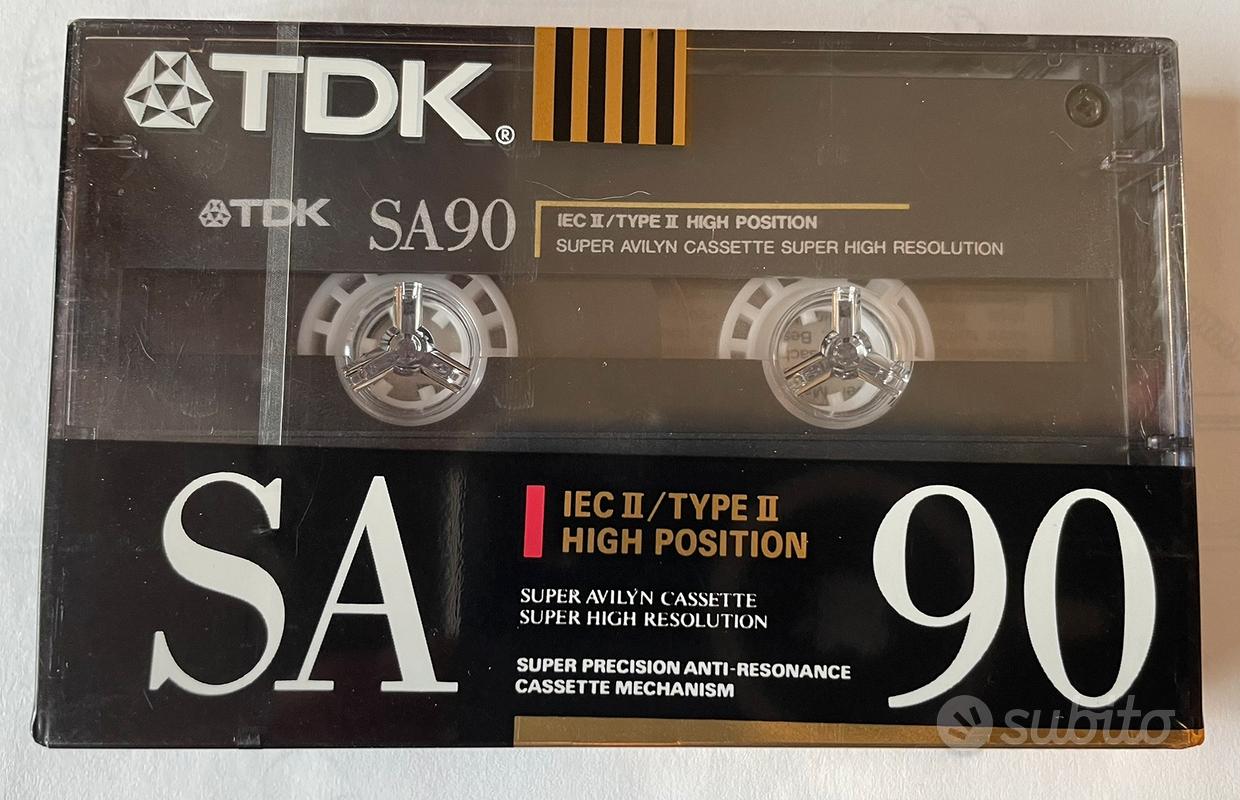 TDK®
TDK SA90
IEC II/TYPE II HIGH POSITION
SUPER AVILYN CASSETTE SUPER HIGH RESOLUTION
SA 90
IEC II/TYPE II
HIGH POSITION
SUPER AVILYN CASSETTE
SUPER HIGH RESOLUTION
SUPER PRECISION ANTI-RESONANCE
CASSETTE MECHANISM
subito